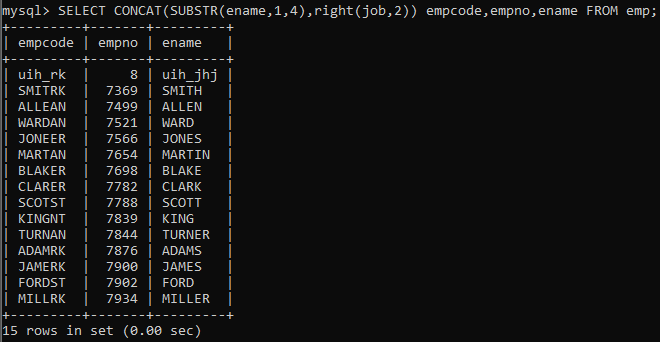 mysql> SELECT CONCAT(SUBSTR(ename,1,4),right(job,2)) empcode,empno,ename FROM emp;
+---------+-------+---------+
| empcode | empno | ename   |
+---------+-------+---------+
| uih_rk  |     8 | uih_jhj |
| SMITRK  |  7369 | SMITH   |
| ALLEAN  |  7499 | ALLEN   |
| WARDAN  |  7521 | WARD    |
| JONEER  |  7566 | JONES   |
| MARTAN  |  7654 | MARTIN  |
| BLAKER  |  7698 | BLAKE   |
| CLARER  |  7782 | CLARK   |
| SCOTST  |  7788 | SCOTT   |
| KINGNT  |  7839 | KING    |
| TURNAN  |  7844 | TURNER  |
| ADAMRK  |  7876 | ADAMS   |
| JAMERK  |  7900 | JAMES   |
| FORDST  |  7902 | FORD    |
| MILLRK  |  7934 | MILLER  |
+---------+-------+---------+
15 rows in set (0.00 sec)